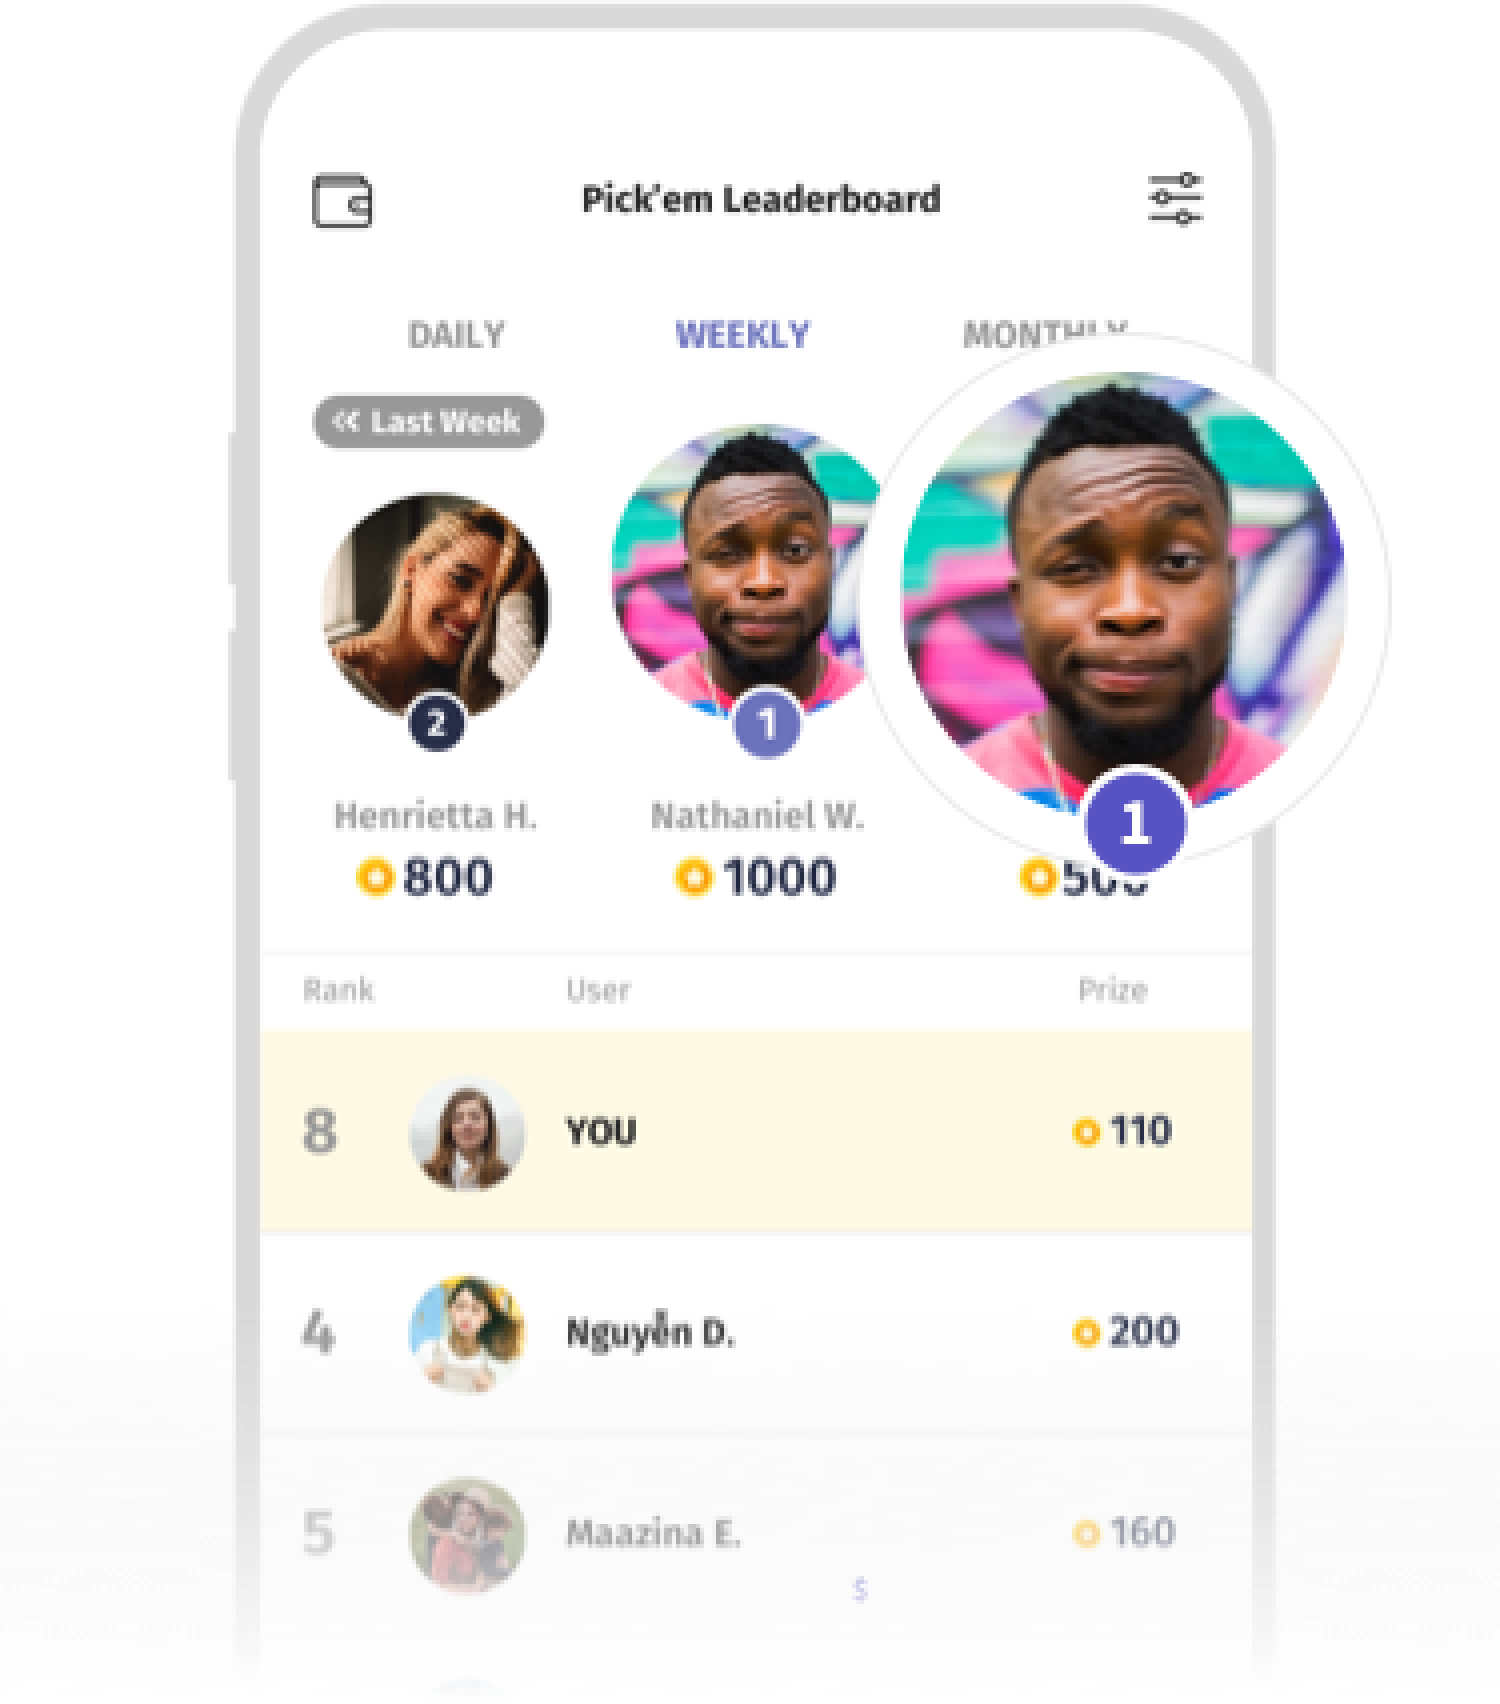 Pick'em Leaderboard
DAILY WEEKLY MONTHLY
« Last Week
2 1 1
Henrietta H. Nathaniel W.
800 1000 500
Rank User Prize
8 YOU 110
4 Nguyễn D. 200
5 Maazina E. 160
$